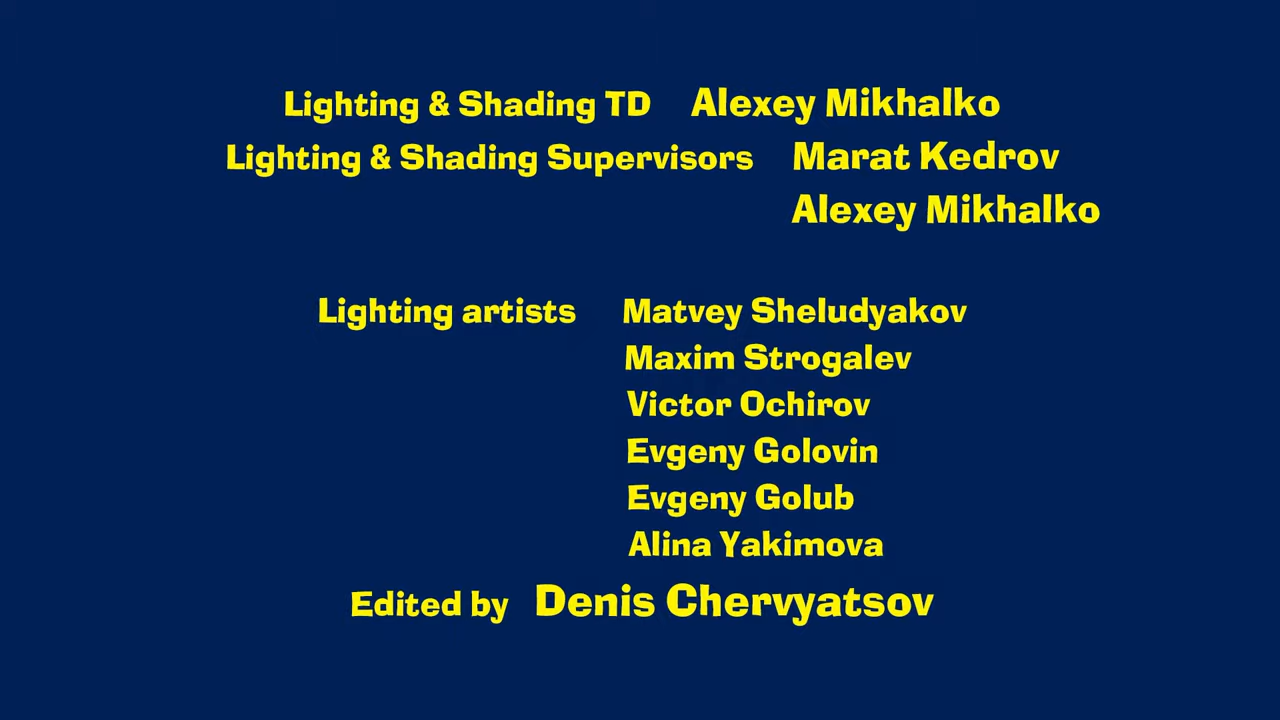 Lighting & Shading TD Alexey Mikhalko
Lighting & Shading Supervisors Marat Kedrov
Alexey Mikhalko
Lighting artists Matvey Sheludyakov
Maxim Strogalev
Victor Ochirov
Evgeny Golovin
Evgeny Golub
Alina Yakimova
Edited by Denis Chervyatsov